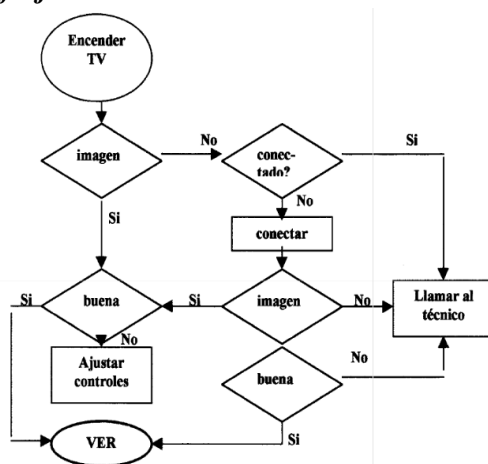 Encender
TV
imagen
No
conec-
tado?
Si
Si
No
conectar
Si
buena
Si
imagen
No
Llamar al
técnico
No
Ajustar
controles
buena
No
VER
Si